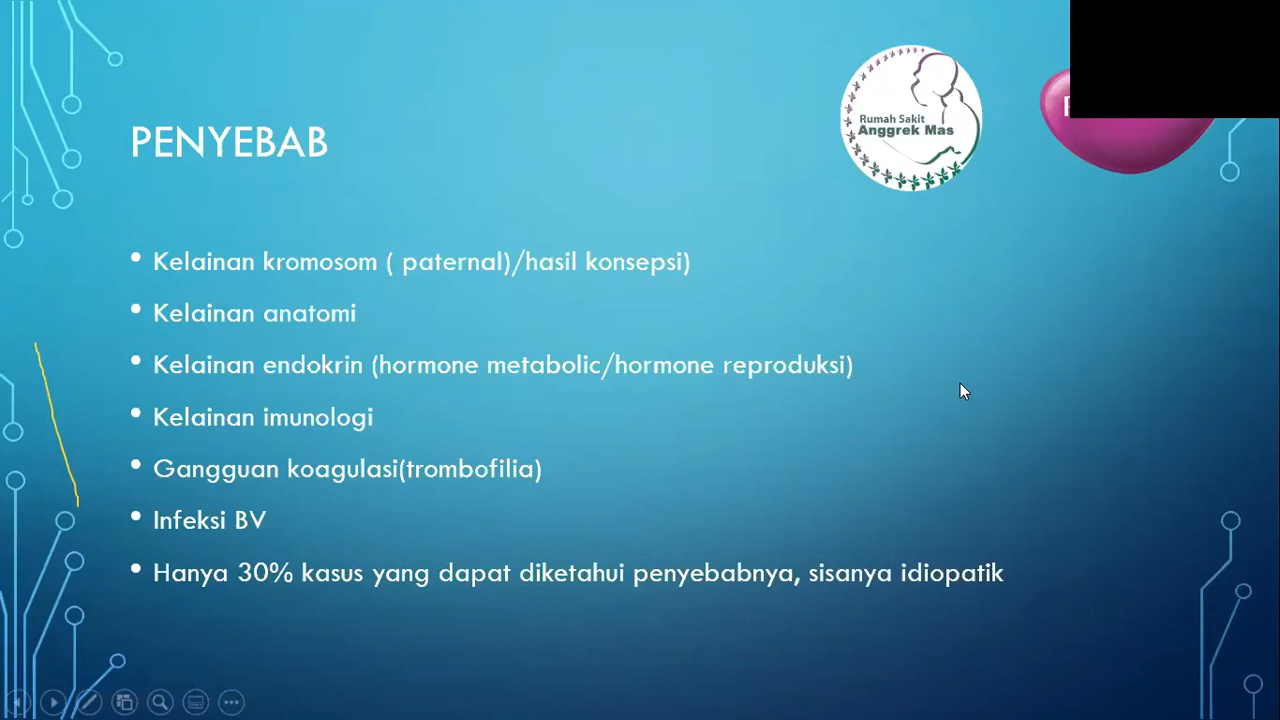 PENYEBAB
Rumah Sakit
Anggrek Mas
• Kelainan kromosom ( paternal)/hasil konsepsi)
• Kelainan anatomi
• Kelainan endokrin (hormone metabolic/hormone reproduksi)
• Kelainan imunologi
• Gangguan koagulasi(trombofilia)
• Infeksi BV
• Hanya 30% kasus yang dapat diketahui penyebabnya, sisanya idiopatik